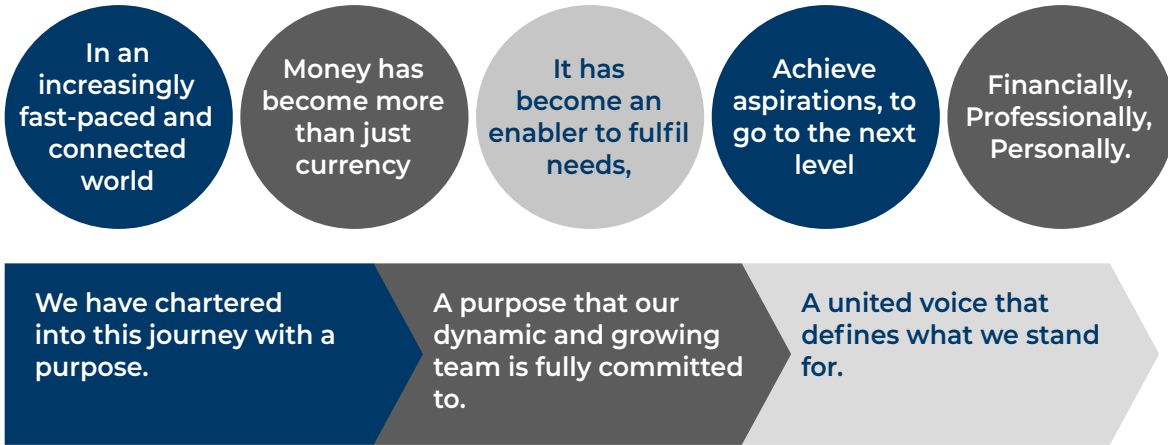 In an
increasingly
fast-paced and
connected
world
Money has
become more
than just
currency
It has
become an
enabler to fulfil
needs,
Achieve
aspirations, to
go to the next
level
Financially,
Professionally,
Personally.
We have chartered
into this journey with a
purpose.
A purpose that our
dynamic and growing
team is fully committed
to.
A united voice that
defines what we stand
for.